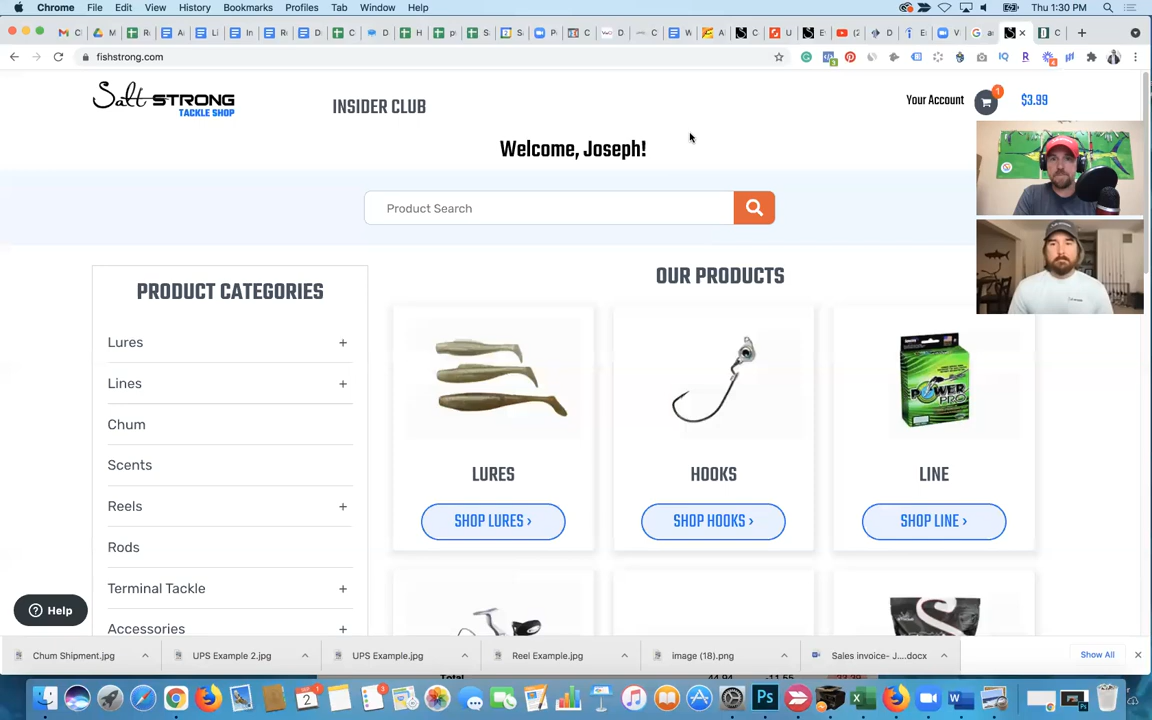 Chrome File Edit View History Bookmarks Profiles Tab Window Help
Thu 1:30 PM
fishstrong.com
Salt STRONG
TACKLE SHOP
INSIDER CLUB
Your Account
1
$3.99
Welcome, Joseph!
Product Search
PRODUCT CATEGORIES
Lures +
Lines +
Chum
Scents
Reels +
Rods
Terminal Tackle +
Accessories +
OUR PRODUCTS
POWER
PRO
LURES
HOOKS
LINE
SHOP LURES ›
SHOP HOOKS ›
SHOP LINE ›
Help
Chum Shipment.jpg
UPS Example 2.jpg
UPS Example.jpg
Reel Example.jpg
image (18).png
Sales invoice- J....docx
Show All